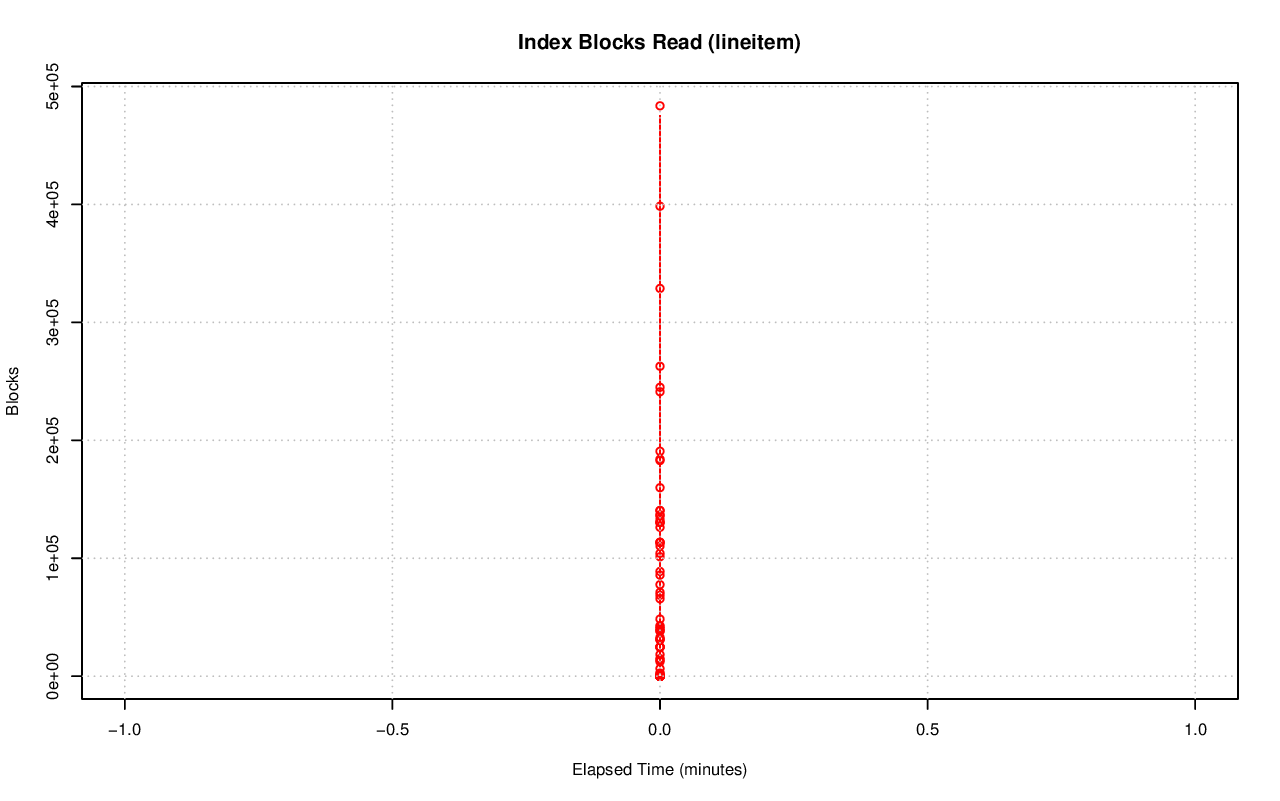 Index Blocks Read (lineitem)
5e+05
4e+05
3e+05
2e+05
1e+05
0e+00
Blocks
−1.0
−0.5
0.0
0.5
1.0
Elapsed Time (minutes)